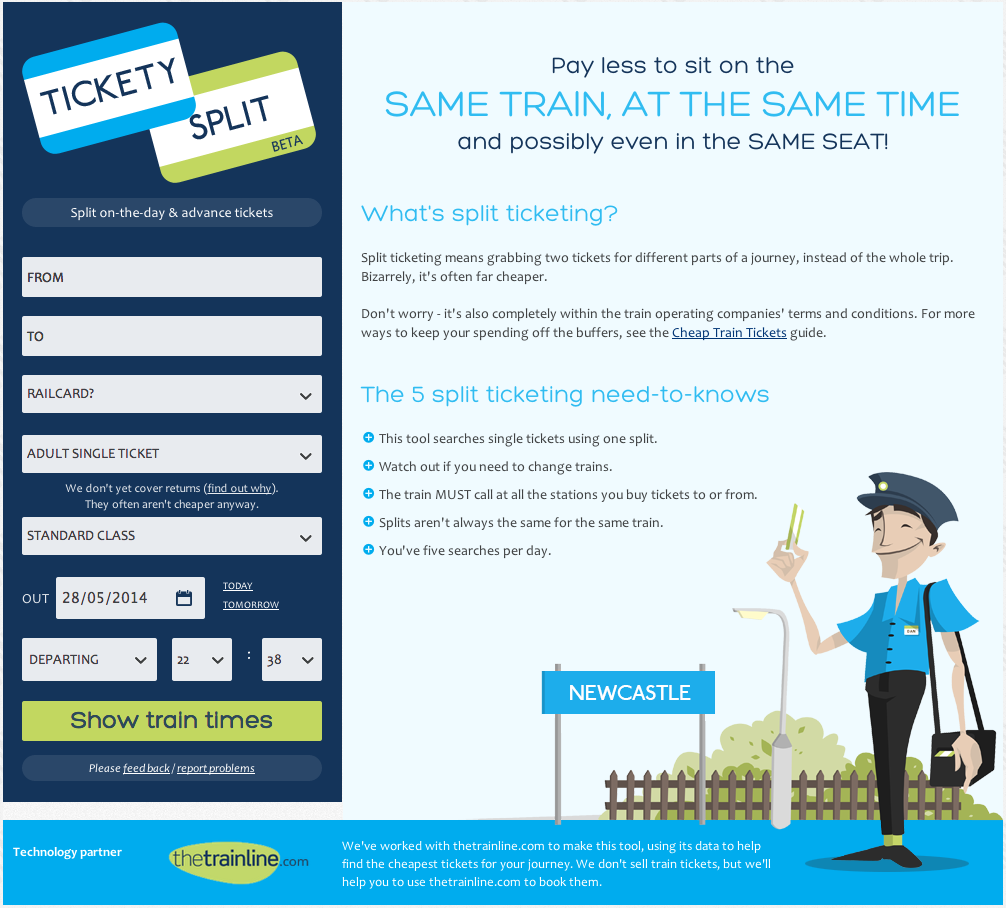 TICKETY
SPLIT
BETA
Split on-the-day & advance tickets
FROM
TO
RAILCARD?
ADULT SINGLE TICKET
We don't yet cover returns (find out why).
They often aren't cheaper anyway.
STANDARD CLASS
OUT 28/05/2014 TODAY
TOMORROW
DEPARTING 22 : 38
Show train times
Please feedback / report problems
Pay less to sit on the
SAME TRAIN, AT THE SAME TIME
and possibly even in the SAME SEAT!
What's split ticketing?
Split ticketing means grabbing two tickets for different parts of a journey, instead of the whole trip.
Bizarrely, it's often far cheaper.
Don't worry - it's also completely within the train operating companies' terms and conditions. For more
ways to keep your spending off the buffers, see the Cheap Train Tickets guide.
The 5 split ticketing need-to-knows
This tool searches single tickets using one split.
Watch out if you need to change trains.
The train MUST call at all the stations you buy tickets to or from.
Splits aren't always the same for the same train.
You've five searches per day.
NEWCASTLE
Technology partner
thetrainline.com
We've worked with thetrainline.com to make this tool, using its data to help
find the cheapest tickets for your journey. We don't sell train tickets, but we'll
help you to use thetrainline.com to book them.